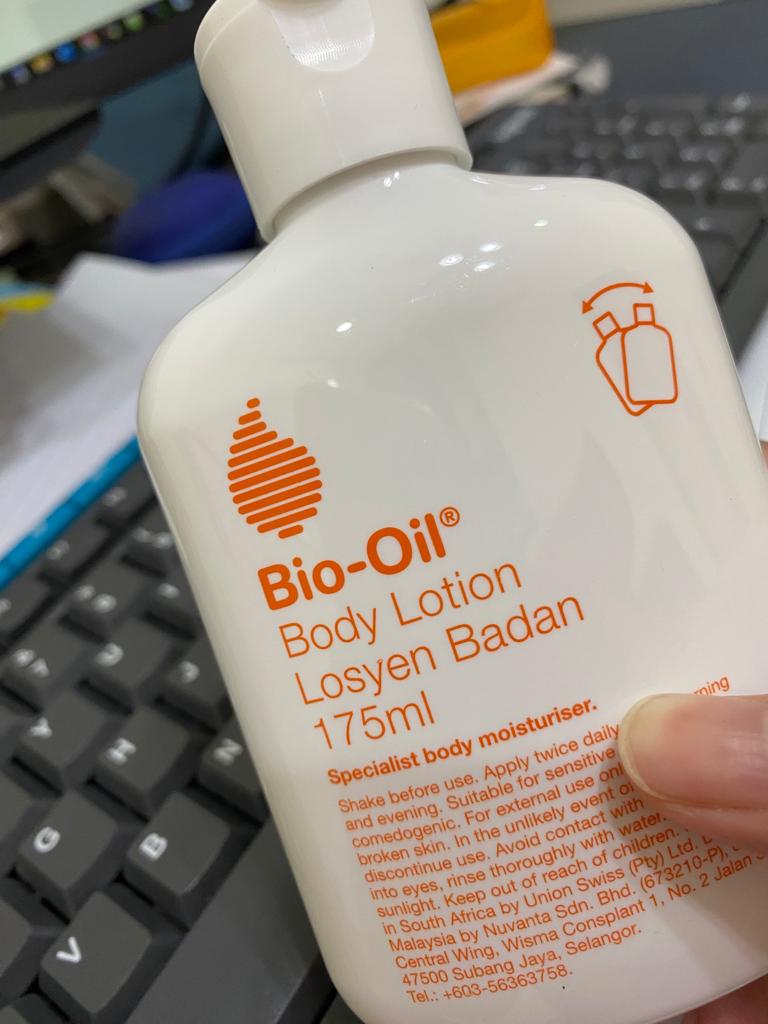 Bio-Oil®
Body Lotion
Losyen Badan
175ml
Specialist body moisturiser.
Shake before use. Apply twice daily
and evening. Suitable for sensitive
comedogenic. For external use
broken skin. In the unlikely event of
discontinue use. Avoid contact with
into eyes, rinse thoroughly with water.
sunlight. Keep out of reach of children.
in South Africa by Union Swiss (Pty) Ltd.
Malaysia by Nuvanta Sdn. Bhd. (673210-P),
Central Wing, Wisma Consplant 1, No. 2 Jalan
47500 Subang Jaya, Selangor.
Tel.: +603-56363758.
Y
H
N
G
B
V